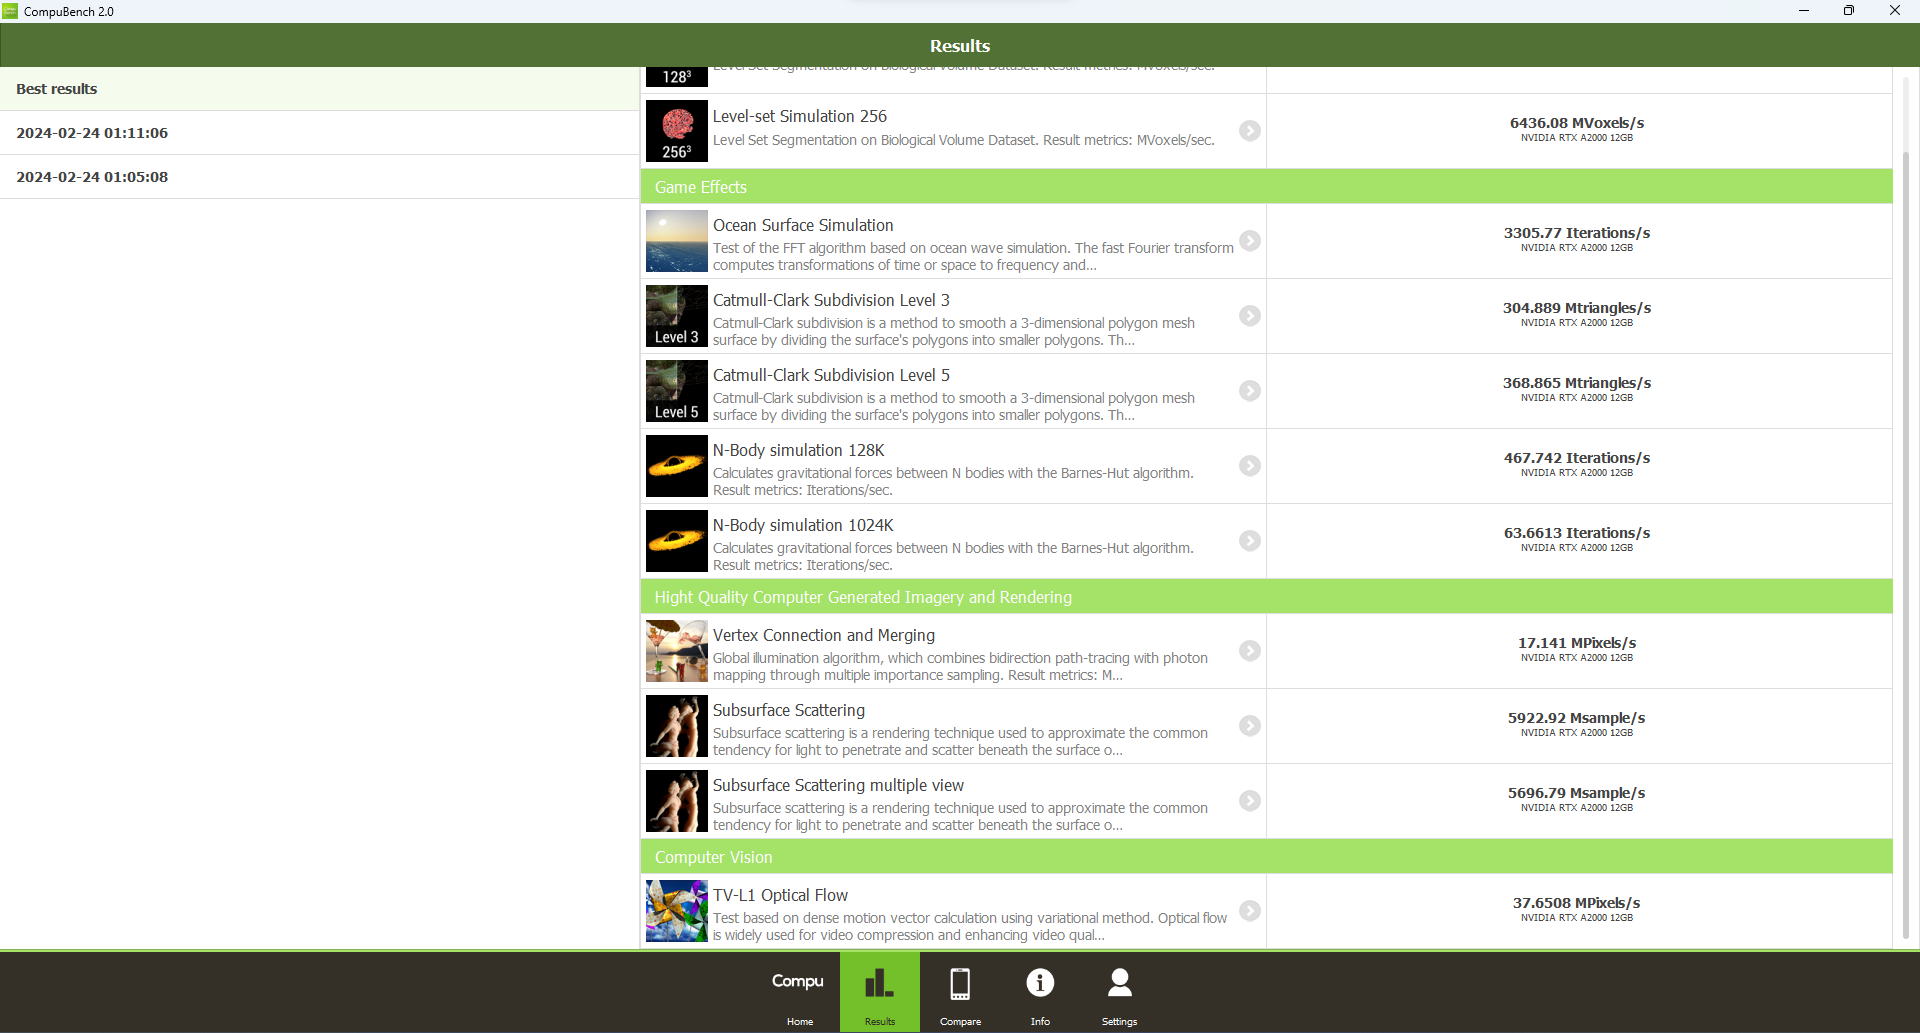 CompuBench 2.0
Results
Best results
2024-02-24 01:11:06
2024-02-24 01:05:08
128³
Level Set Segmentation on Biological Volume Dataset. Result metrics: MVoxels/sec.
256³
Level-set Simulation 256
Level Set Segmentation on Biological Volume Dataset. Result metrics: MVoxels/sec.
6436.08 MVoxels/s
NVIDIA RTX A2000 12GB
Game Effects
Ocean Surface Simulation
Test of the FFT algorithm based on ocean wave simulation. The fast Fourier transform
computes transformations of time or space to frequency and...
3305.77 Iterations/s
NVIDIA RTX A2000 12GB
Level 3
Catmull-Clark Subdivision Level 3
Catmull-Clark subdivision is a method to smooth a 3-dimensional polygon mesh
surface by dividing the surface's polygons into smaller polygons. Th...
304.889 Mtriangles/s
NVIDIA RTX A2000 12GB
Level 5
Catmull-Clark Subdivision Level 5
Catmull-Clark subdivision is a method to smooth a 3-dimensional polygon mesh
surface by dividing the surface's polygons into smaller polygons. Th...
368.865 Mtriangles/s
NVIDIA RTX A2000 12GB
N-Body simulation 128K
Calculates gravitational forces between N bodies with the Barnes-Hut algorithm.
Result metrics: Iterations/sec.
467.742 Iterations/s
NVIDIA RTX A2000 12GB
N-Body simulation 1024K
Calculates gravitational forces between N bodies with the Barnes-Hut algorithm.
Result metrics: Iterations/sec.
63.6613 Iterations/s
NVIDIA RTX A2000 12GB
Hight Quality Computer Generated Imagery and Rendering
Vertex Connection and Merging
Global illumination algorithm, which combines bidirection path-tracing with photon
mapping through multiple importance sampling. Result metrics: M...
17.141 MPixels/s
NVIDIA RTX A2000 12GB
Subsurface Scattering
Subsurface scattering is a rendering technique used to approximate the common
tendency for light to penetrate and scatter beneath the surface o...
5922.92 Msample/s
NVIDIA RTX A2000 12GB
Subsurface Scattering multiple view
Subsurface scattering is a rendering technique used to approximate the common
tendency for light to penetrate and scatter beneath the surface o...
5696.79 Msample/s
NVIDIA RTX A2000 12GB
Computer Vision
TV-L1 Optical Flow
Test based on dense motion vector calculation using variational method. Optical flow
is widely used for video compression and enhancing video qual...
37.6508 MPixels/s
NVIDIA RTX A2000 12GB
Compu
Home
Results
Compare
Info
Settings